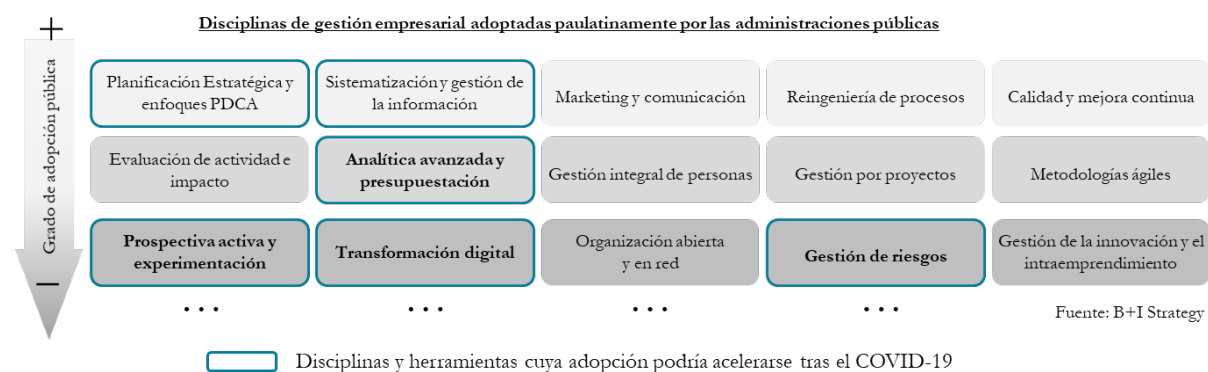 Disciplinas de gestión empresarial adoptadas paulatinamente por las administraciones públicas
+
Grado de adopción pública
–
Planificación Estratégica y
enfoques PDCA
Sistematización y gestión de
la información
Marketing y comunicación
Reingeniería de procesos
Calidad y mejora continua
Evaluación de actividad e
impacto
Analítica avanzada y
presupuestación
Gestión integral de personas
Gestión por proyectos
Metodologías ágiles
Prospectiva activa y
experimentación
Transformación digital
Organización abierta
y en red
Gestión de riesgos
Gestión de la innovación y el
intraemprendimiento
... ... ... ...
Fuente: B+I Strategy
Disciplinas y herramientas cuya adopción podría acelerarse tras el COVID-19